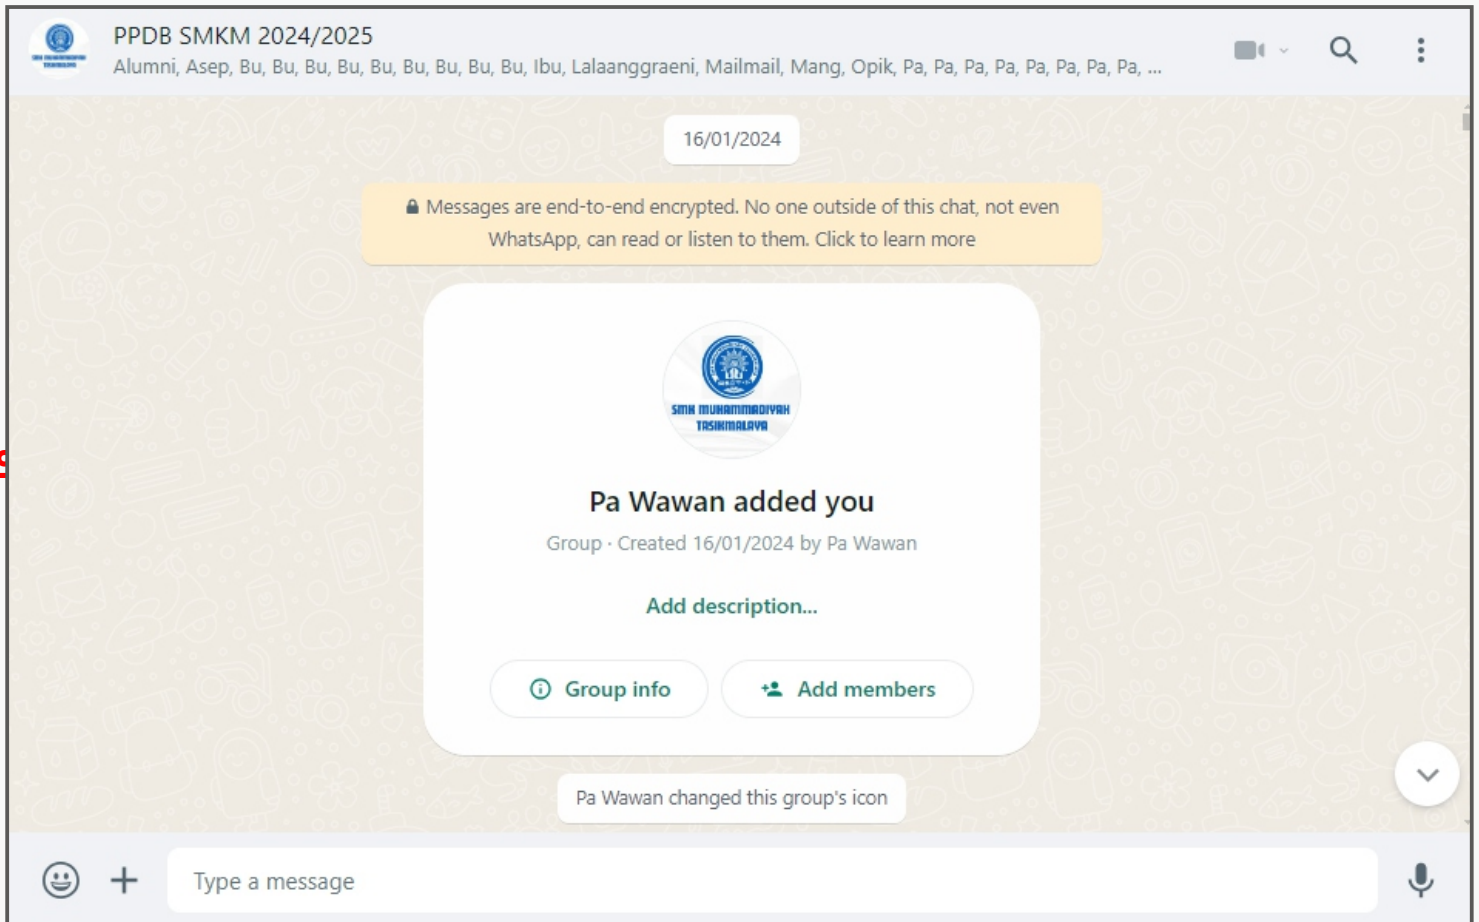 PPDB SMKM 2024/2025
Alumni, Asep, Bu, Bu, Bu, Bu, Bu, Bu, Bu, Bu, Bu, Ibu, Lalaanggraeni, Mailmail, Mang, Opik, Pa, Pa, Pa, Pa, Pa, Pa, Pa, Pa, ...
16/01/2024
Messages are end-to-end encrypted. No one outside of this chat, not even
WhatsApp, can read or listen to them. Click to learn more
SMK MUHAMMADIYAH
TASIKMALAYA
Pa Wawan added you
Group · Created 16/01/2024 by Pa Wawan
Add description...
Group info
Add members
Pa Wawan changed this group's icon
Type a message